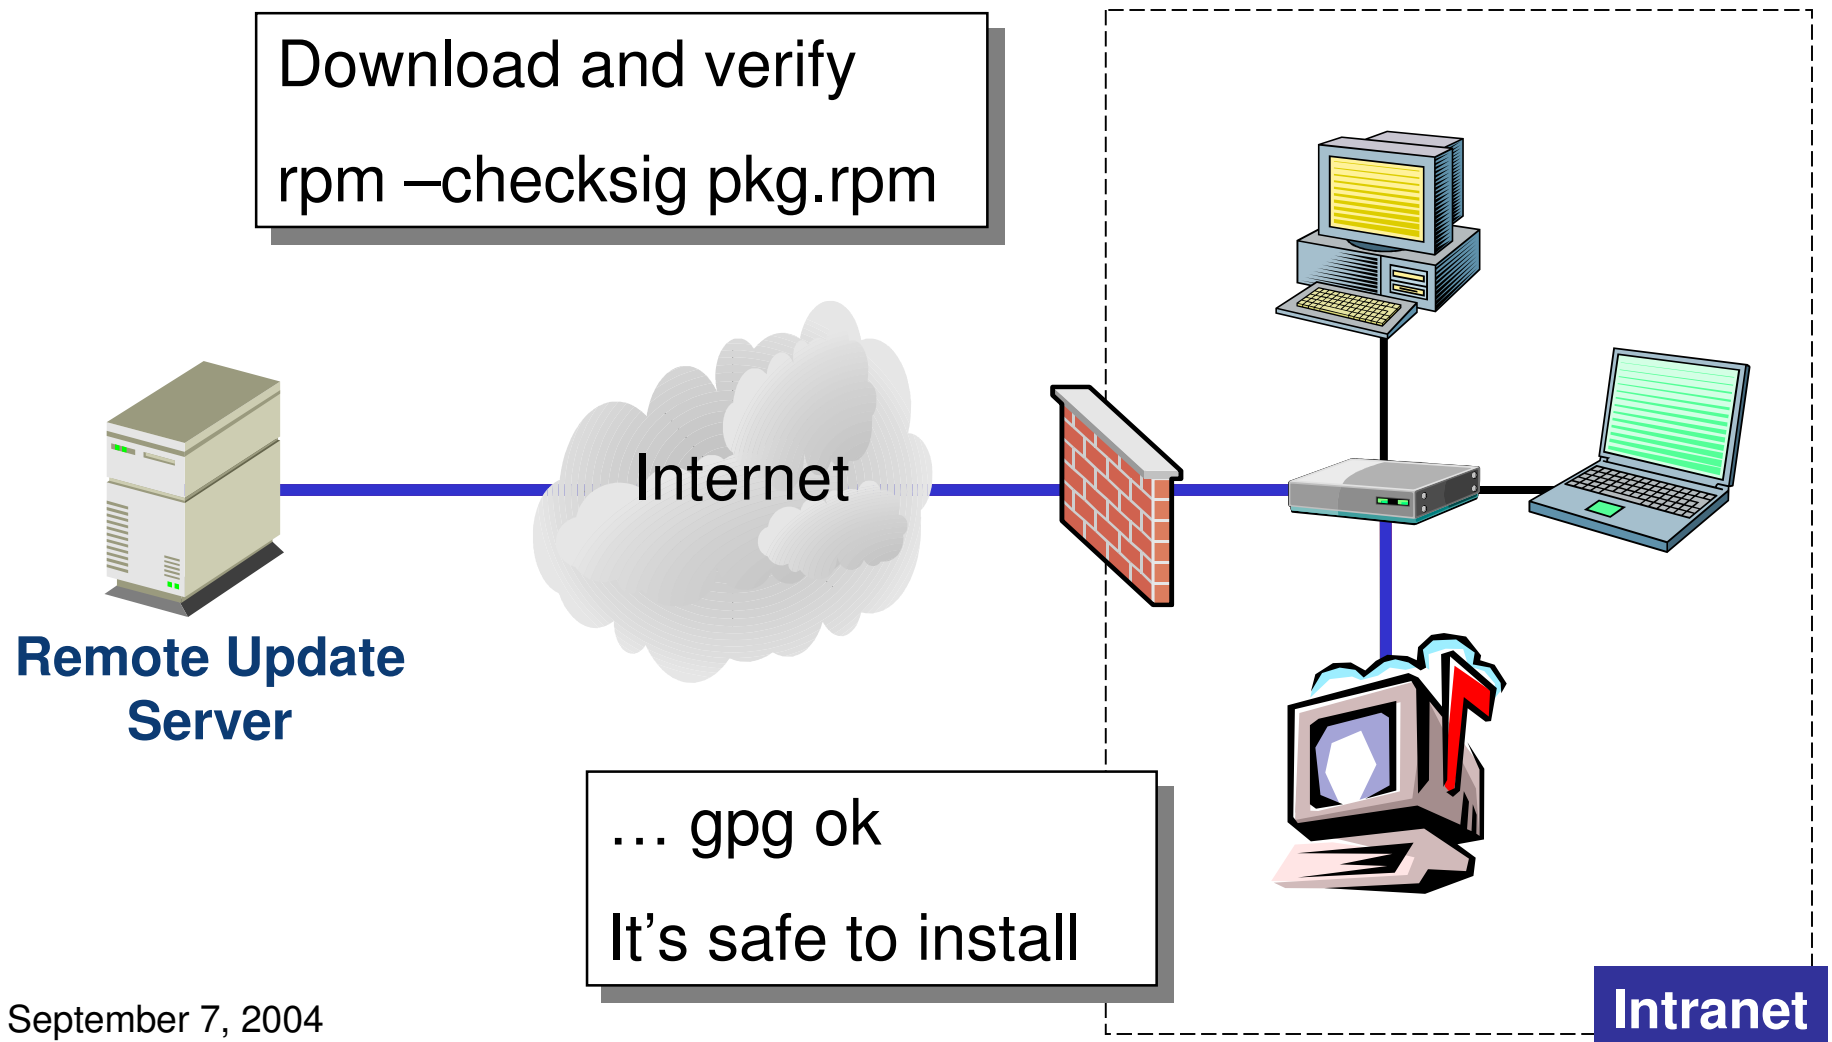 Download and verify
rpm –checksig pkg.rpm
Internet
Remote Update
Server
… gpg ok
It’s safe to install
September 7, 2004
Intranet